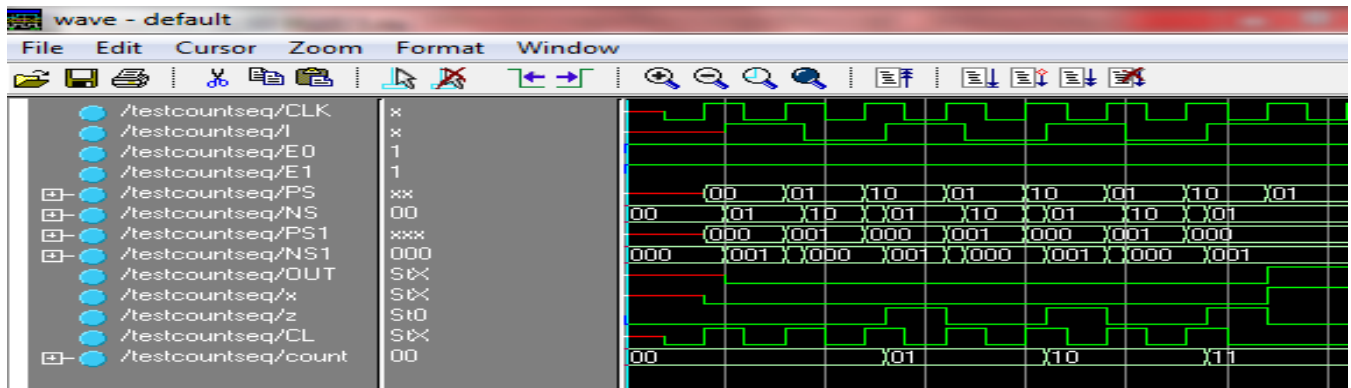 wave - default
File Edit Cursor Zoom Format Window
/testcountseq/CLK x
/testcountseq/I x
/testcountseq/E0 1
/testcountseq/E1 1
/testcountseq/PS xx 00 01 10 01 10 01 10 01
/testcountseq/NS 00 00 01 10 01 10 01 10 01
/testcountseq/PS1 xxx 000 001 000 001 000 001 000
/testcountseq/NS1 000 000 001 000 001 000 001 000 001
/testcountseq/OUT StX
/testcountseq/x StX
/testcountseq/z St0
/testcountseq/CL StX
/testcountseq/count 00 00 01 10 11